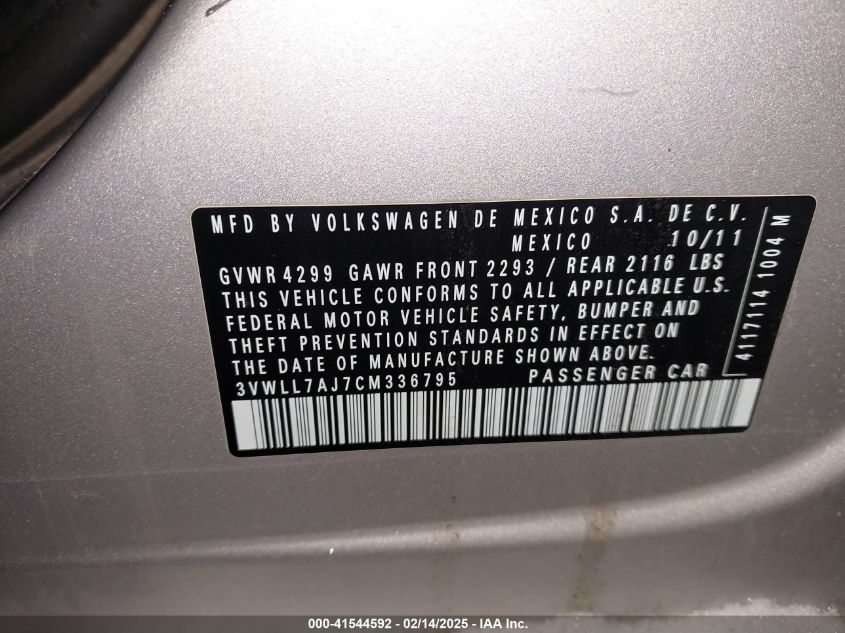 MFD BY VOLKSWAGEN DE MEXICO S.A. DE C.V.
MEXICO 10/11
GVWR 4299 GAWR FRONT 2293 / REAR 2116 LBS
THIS VEHICLE CONFORMS TO ALL APPLICABLE U.S.
FEDERAL MOTOR VEHICLE SAFETY, BUMPER AND
THEFT PREVENTION STANDARDS IN EFFECT ON
THE DATE OF MANUFACTURE SHOWN ABOVE.
3VWLL7AJ7CM336795 PASSENGER CAR
4117114 1004 M
000-41544592 / 02/14/2025 - IAA Inc.